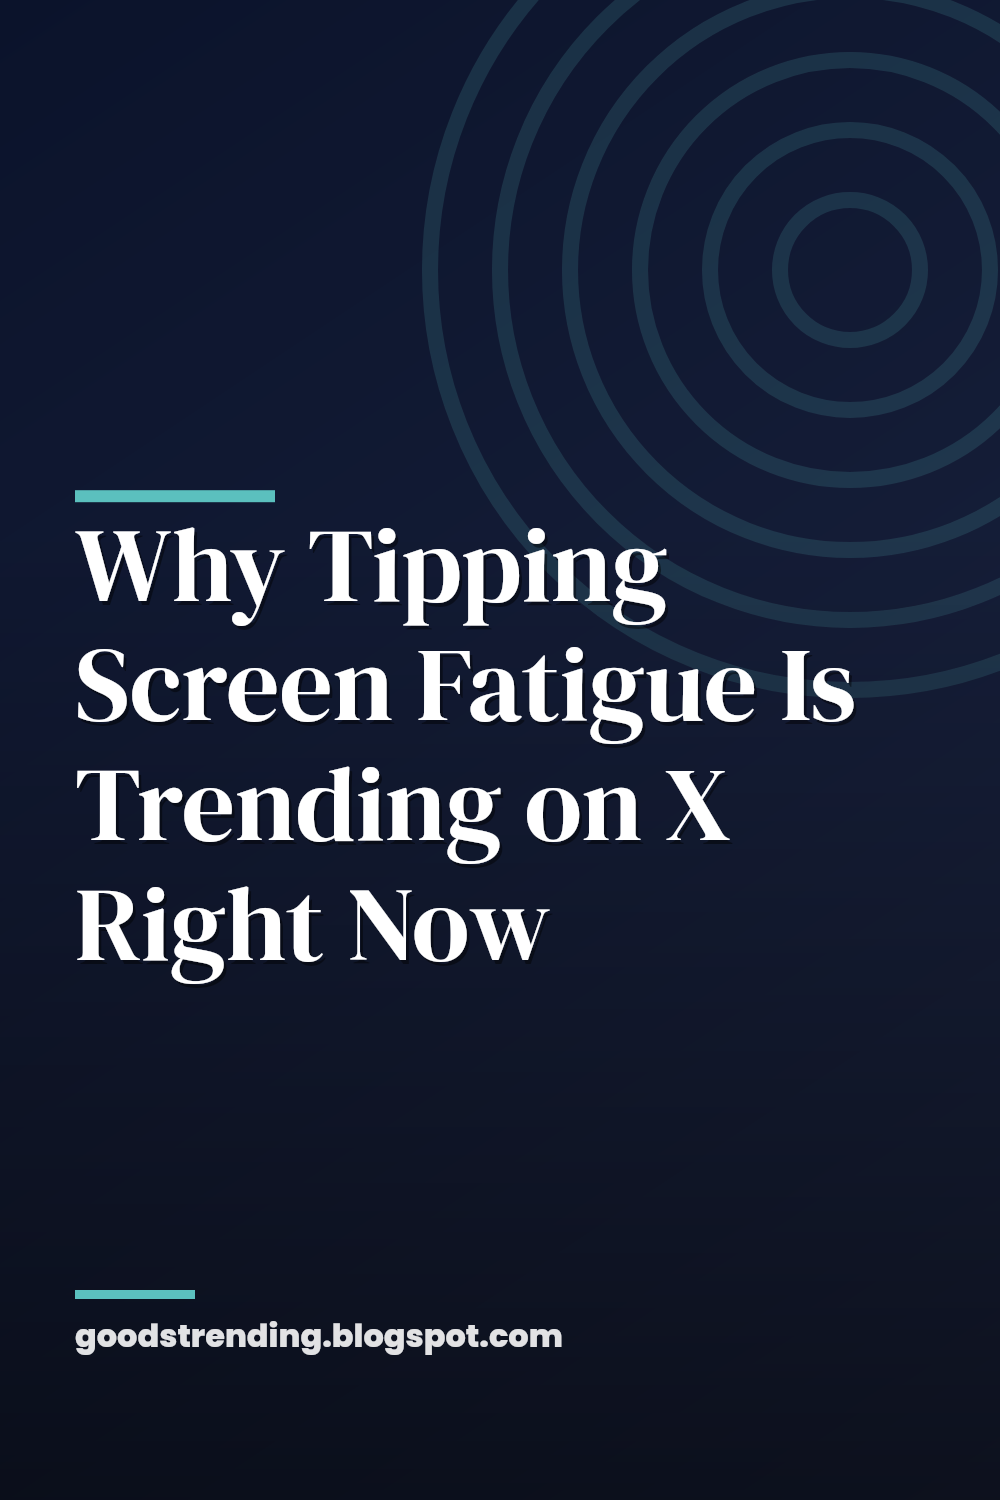 Why Tipping
Screen Fatigue Is
Trending on X
Right Now
goodstrending.blogspot.com